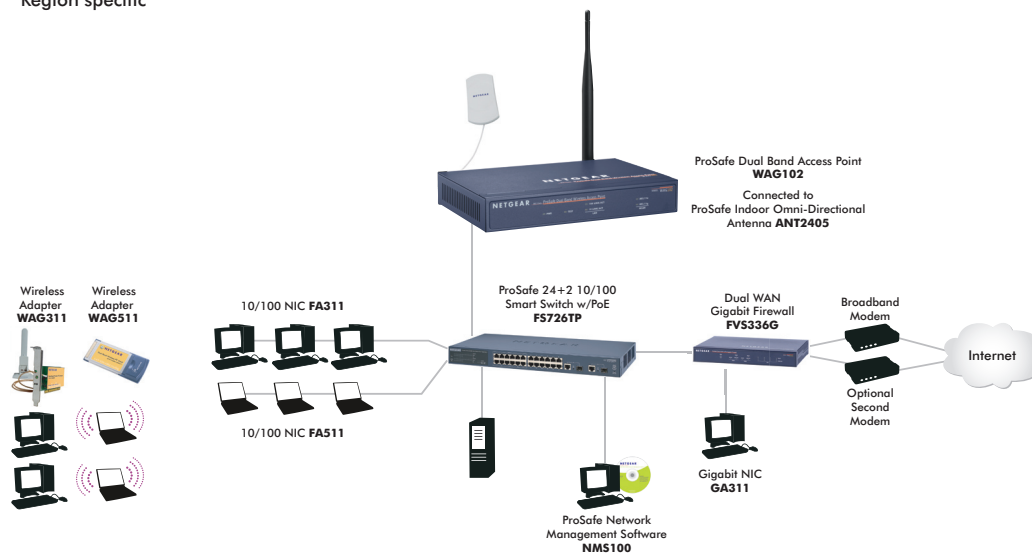 Region specific
NETGEAR
NETGEAR
NETGEAR
ProSafe Dual Band Access Point
WAG102
Connected to
ProSafe Indoor Omni-Directional
Antenna ANT2405
Wireless
Adapter
WAG311
Wireless
Adapter
WAG511
10/100 NIC FA311
ProSafe 24+2 10/100
Smart Switch w/PoE
FS726TP
Dual WAN
Gigabit Firewall
FVS336G
Broadband
Modem
NETGEAR
Internet
Optional
Second
Modem
10/100 NIC FA511
Gigabit NIC
GA311
ProSafe Network
Management Software
NMS100